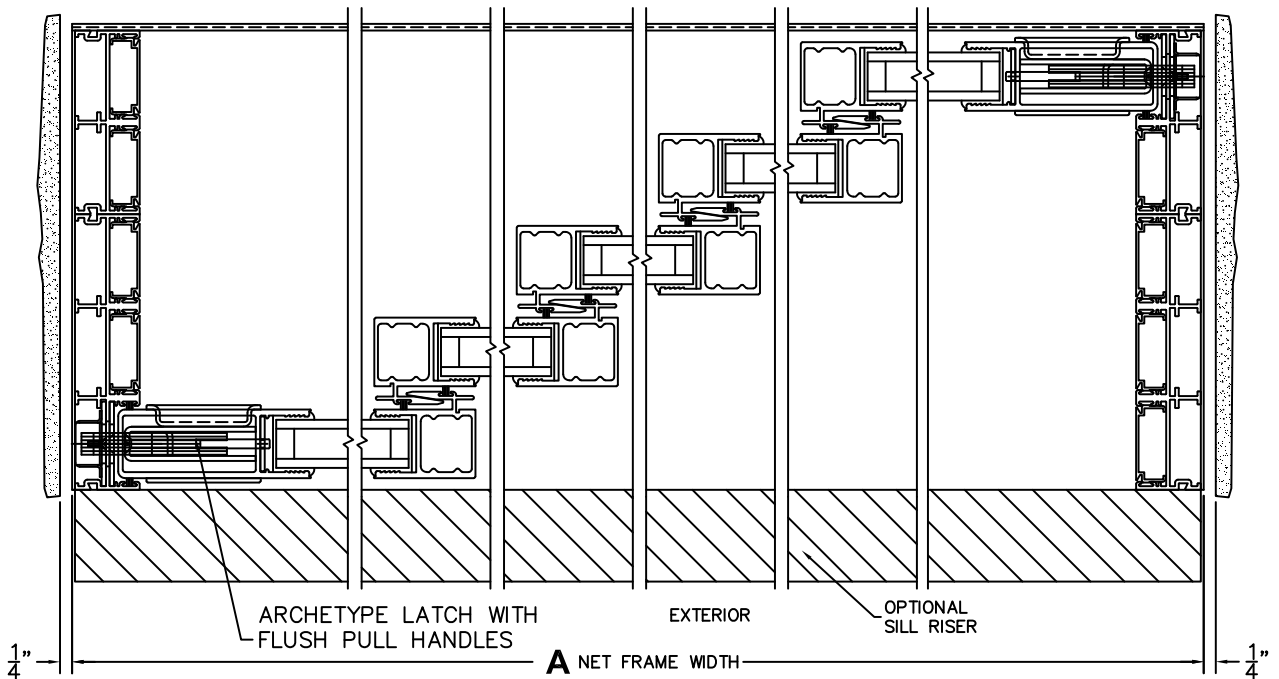 ARCHETYPE LATCH WITH
FLUSH PULL HANDLES
EXTERIOR
OPTIONAL
SILL RISER
1/4"
A NET FRAME WIDTH
1/4"